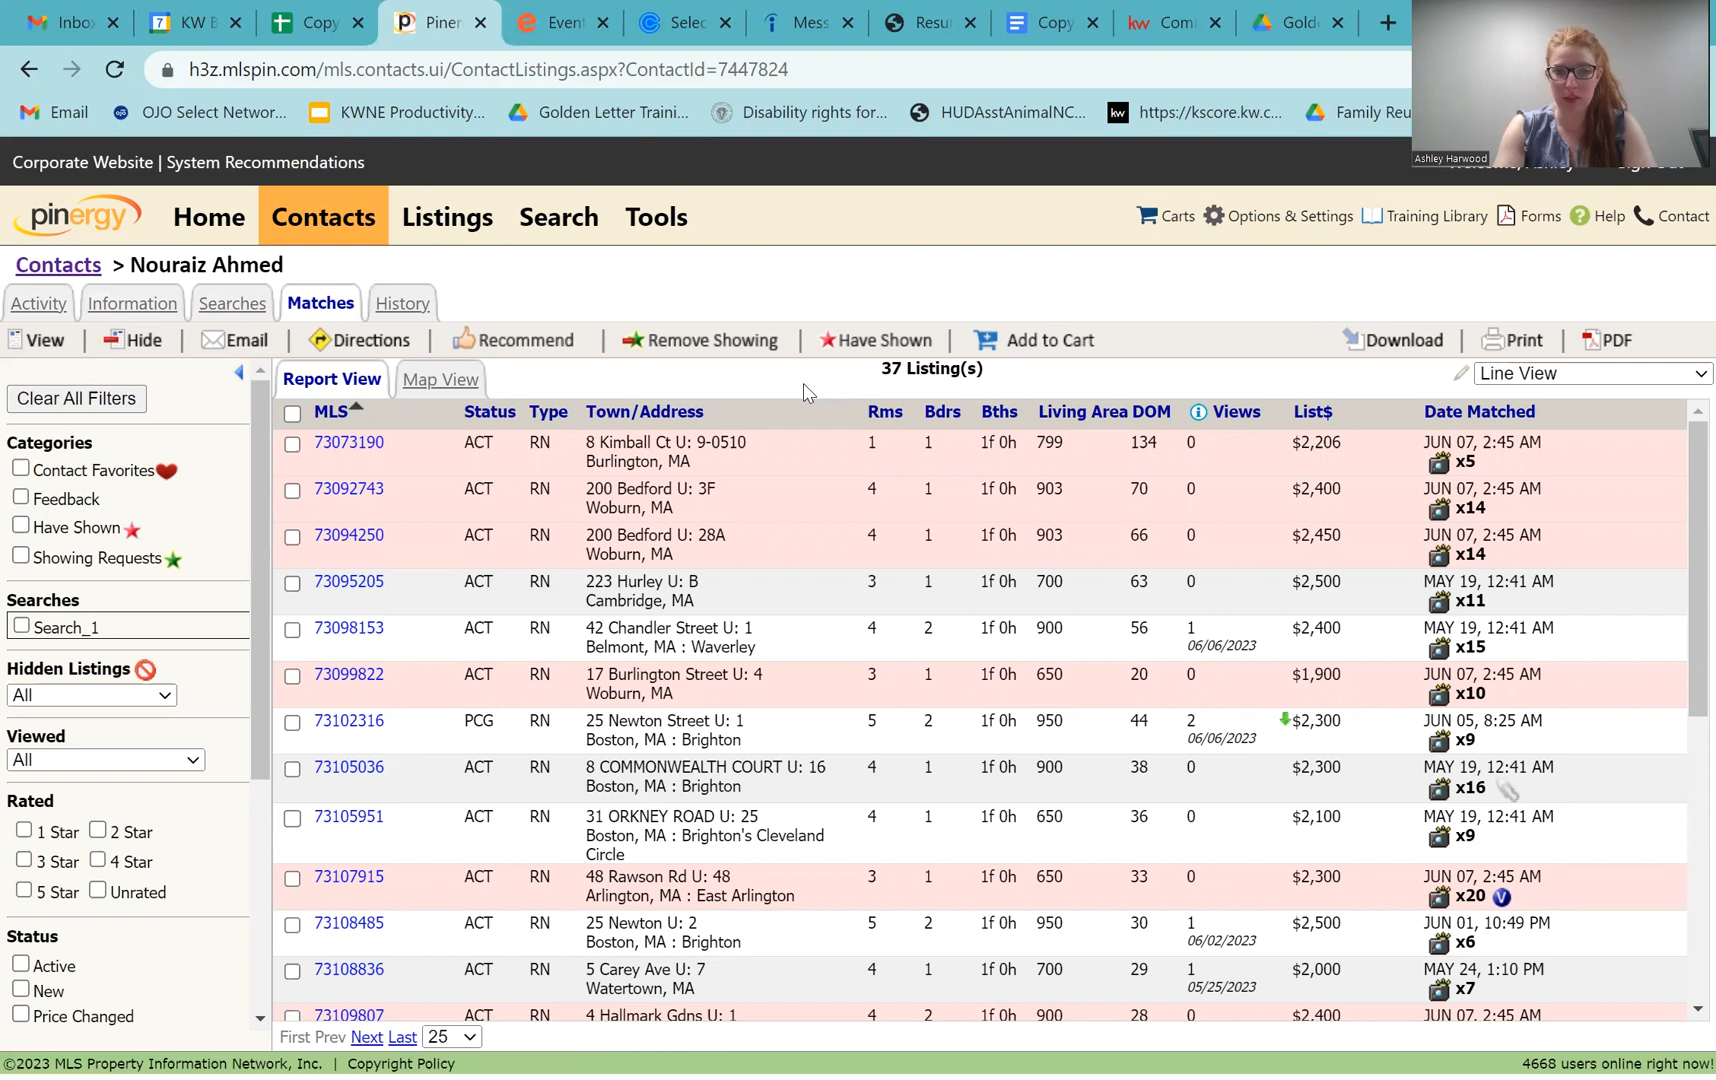 Inbo
KW B
Copy
Piner
Event
Selec
Mess
Resu
Copy
Com
Gold
h3z.mlspin.com/mls.contacts.ui/ContactListings.aspx?ContactId=7447824
Email OJO Select Networ... KWNE Productivity... Golden Letter Traini... Disability rights for... HUDAsstAnimalNC... https://kscore.kw.c... Family Reu
Ashley Harwood
Corporate Website | System Recommendations
pinergy Home Contacts Listings Search Tools Carts Options & Settings Training Library Forms Help Contact
Contacts > Nouraiz Ahmed
Activity Information Searches Matches History
View | Hide | Email | Directions | Recommend | Remove Showing | Have Shown | Add to Cart Download | Print | PDF
Report View Map View 37 Listing(s) Line View
Clear All Filters
Categories
Contact Favorites
Feedback
Have Shown
Showing Requests
Searches
Search_1
Hidden Listings
All
Viewed
All
Rated
1 Star 2 Star
3 Star 4 Star
5 Star Unrated
Status
Active
New
Price Changed
MLS Status Type Town/Address Rms Bdrs Bths Living Area DOM Views List$ Date Matched
73073190 ACT RN 8 Kimball Ct U: 9-0510 1 1 1f 0h 799 134 0 $2,206 JUN 07, 2:45 AM
Burlington, MA x5
73092743 ACT RN 200 Bedford U: 3F 4 1 1f 0h 903 70 0 $2,400 JUN 07, 2:45 AM
Woburn, MA x14
73094250 ACT RN 200 Bedford U: 28A 4 1 1f 0h 903 66 0 $2,450 JUN 07, 2:45 AM
Woburn, MA x14
73095205 ACT RN 223 Hurley U: B 3 1 1f 0h 700 63 0 $2,500 MAY 19, 12:41 AM
Cambridge, MA x11
73098153 ACT RN 42 Chandler Street U: 1 4 2 1f 0h 900 56 1 $2,400 MAY 19, 12:41 AM
Belmont, MA : Waverley 06/06/2023 x15
73099822 ACT RN 17 Burlington Street U: 4 3 1 1f 0h 650 20 0 $1,900 JUN 07, 2:45 AM
Woburn, MA x10
73102316 PCG RN 25 Newton Street U: 1 5 2 1f 0h 950 44 2 $2,300 JUN 05, 8:25 AM
Boston, MA : Brighton 06/06/2023 x9
73105036 ACT RN 8 COMMONWEALTH COURT U: 16 4 1 1f 0h 900 38 0 $2,300 MAY 19, 12:41 AM
Boston, MA : Brighton x16
73105951 ACT RN 31 ORKNEY ROAD U: 25 4 1 1f 0h 650 36 0 $2,100 MAY 19, 12:41 AM
Boston, MA : Brighton's Cleveland x9
Circle
73107915 ACT RN 48 Rawson Rd U: 48 3 1 1f 0h 650 33 0 $2,300 JUN 07, 2:45 AM
Arlington, MA : East Arlington x20 V
73108485 ACT RN 25 Newton U: 2 5 2 1f 0h 950 30 1 $2,500 JUN 01, 10:49 PM
Boston, MA : Brighton 06/02/2023 x6
73108836 ACT RN 5 Carey Ave U: 7 4 1 1f 0h 700 29 1 $2,000 MAY 24, 1:10 PM
Watertown, MA 05/25/2023 x7
73109807 ACT RN 4 Hallmark Gdns U: 1 4 2 1f 0h 900 28 0 $2,400 JUN 07, 2:45 AM
First Prev Next Last 25
©2023 MLS Property Information Network, Inc. | Copyright Policy 4668 users online right now!